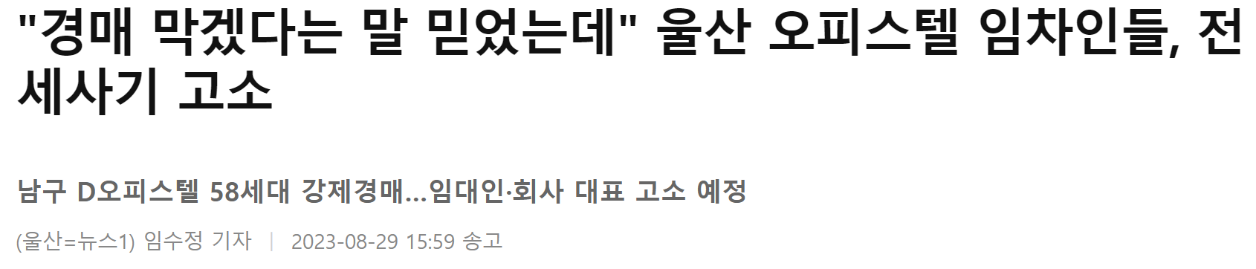 "경매 막겠다는 말 믿었는데" 울산 오피스텔 임차인들, 전
세사기 고소
남구 D오피스텔 58세대 강제경매…임대인·회사 대표 고소 예정
(울산=뉴스1) 임수정 기자 | 2023-08-29 15:59 송고